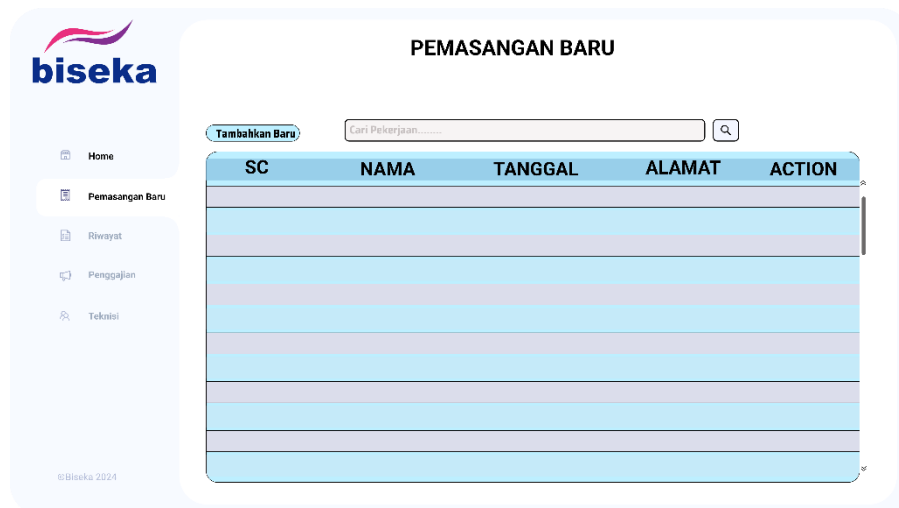 biseka
PEMASANGAN BARU
Tambahkan Baru
Cari Pekerjaan........
Home
Pemasangan Baru
Riwayat
Penggajian
Teknisi
SC NAMA TANGGAL ALAMAT ACTION
©Biseka 2024